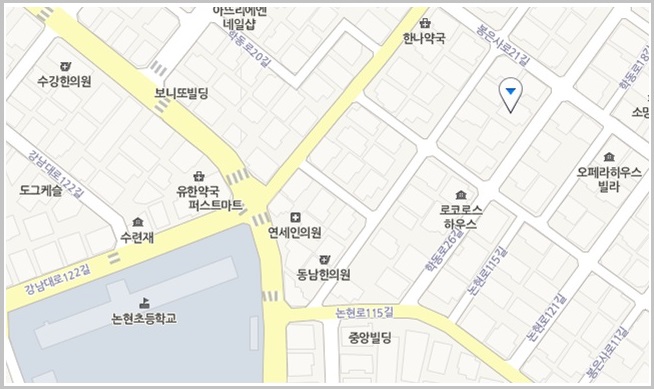 아뜨리에엔
네일샵
한나약국
봉은사로21길
학동로20길
학동로18길
수강한의원
보니또빌딩
강남대로122길
오페라하우스
빌라
도그케슬
유한약국
퍼스트마트
로코로스
하우스
수련재
연세인의원
학동로26길
동남한의원
논현로115길
강남대로122길
논현초등학교
논현로115길
논현로121길
중앙빌딩
봉은사로11길